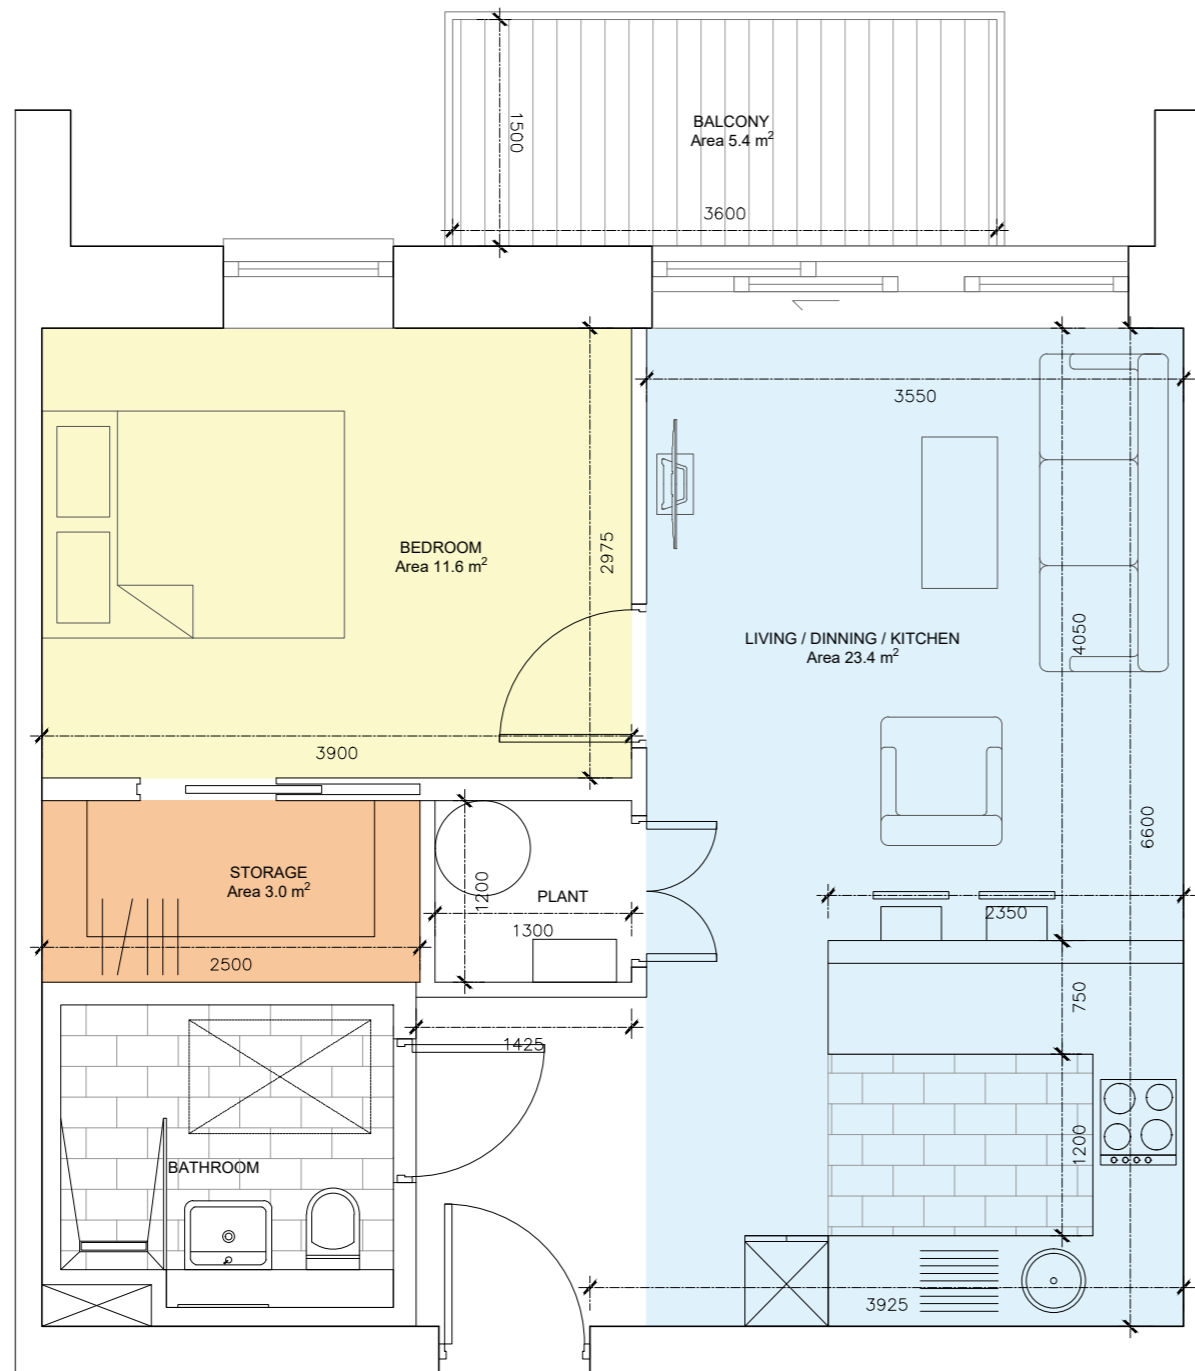 BALCONY
Area 5.4 m²
1500
3600
3550
BEDROOM
Area 11.6 m²
2975
LIVING / DINNING / KITCHEN
Area 23.4 m²
4050
3900
6600
STORAGE
Area 3.0 m²
1200
PLANT
1300
2350
2500
750
1425
1200
BATHROOM
3925